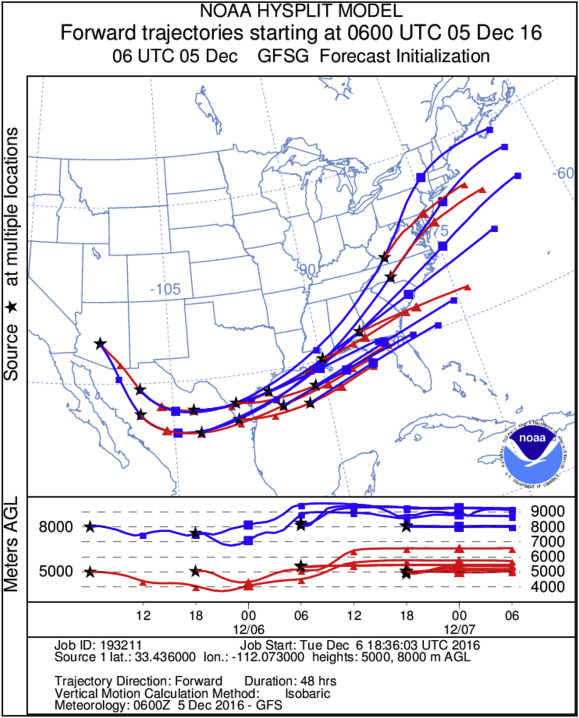 NOAA HYSPLIT MODEL
Forward trajectories starting at 0600 UTC 05 Dec 16
06 UTC 05 Dec GFSG Forecast Initialization
Source ★ at multiple locations
-60
-75
-90
-105
noaa
Meters AGL
8000
5000
9000
8000
7000
6000
5000
4000
12 18 00 06 12 18 00 06
12/06 12/07
Job ID: 193211 Job Start: Tue Dec 6 18:36:03 UTC 2016
Source 1 lat.: 33.436000 lon.: -112.073000 heights: 5000, 8000 m AGL
Trajectory Direction: Forward Duration: 48 hrs
Vertical Motion Calculation Method: Isobaric
Meteorology: 0600Z 5 Dec 2016 - GFS